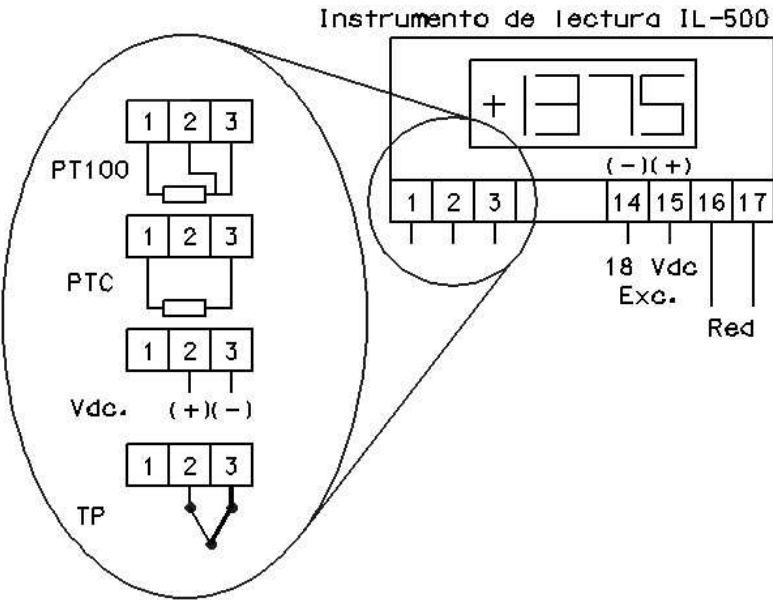 Instrumento de lectura IL-500
+1375
(-)(+)
1 2 3 14 15 16 17
18 Vdc
Exc.
Red
1 2 3
PT100
1 2 3
PTC
1 2 3
Vdc. (+)(-)
1 2 3
TP